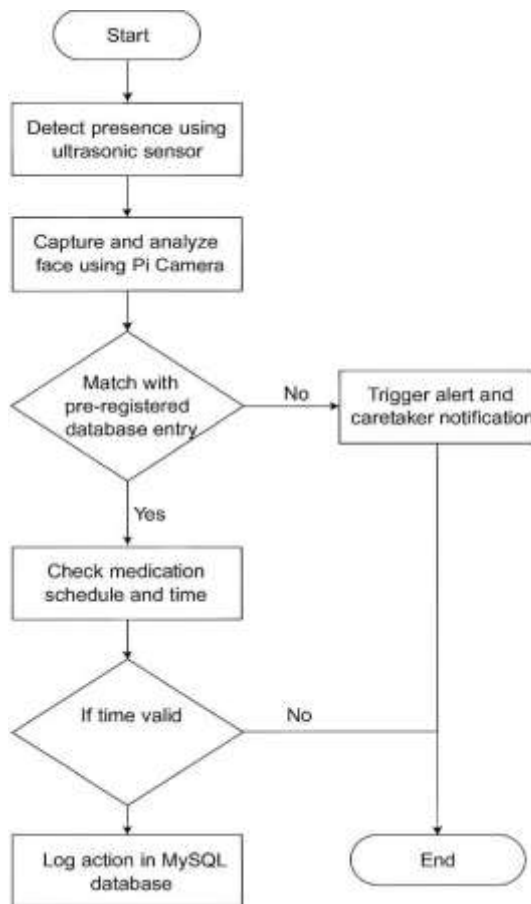 Start
Detect presence using
ultrasonic sensor
Capture and analyze
face using Pi Camera
Match with
pre-registered
database entry
No
Trigger alert and
caretaker notification
Yes
Check medication
schedule and time
If time valid
No
Log action in MySQL
database
End